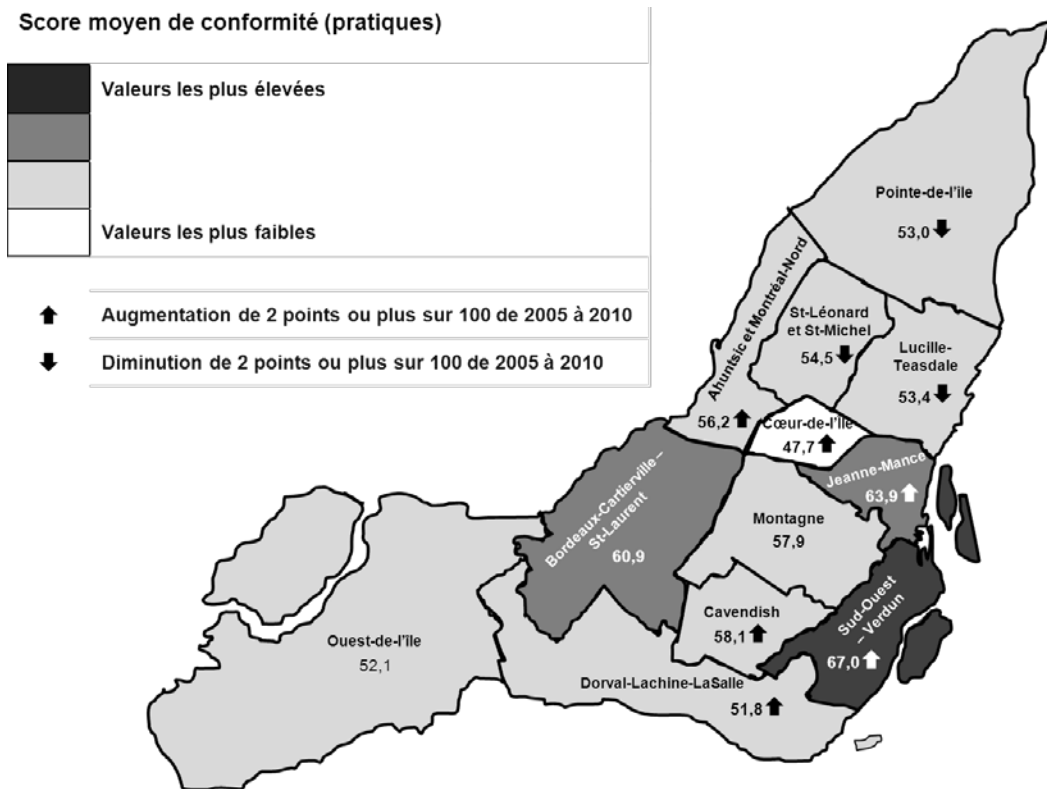 Score moyen de conformité (pratiques)
Valeurs les plus élevées
Valeurs les plus faibles
Augmentation de 2 points ou plus sur 100 de 2005 à 2010
Diminution de 2 points ou plus sur 100 de 2005 à 2010
Pointe-de-l'île
53,0
Ahuntsic et Montréal-Nord
56,2
St-Léonard
et St-Michel
54,5
Lucille-
Teasdale
53,4
Cœur-de-l'île
47,7
Jeanne-Mance
63,9
Bordeaux-Cartierville –
St-Laurent
60,9
Montagne
57,9
Sud-Ouest
– Verdun
67,0
Cavendish
58,1
Ouest-de-l'île
52,1
Dorval-Lachine-LaSalle
51,8